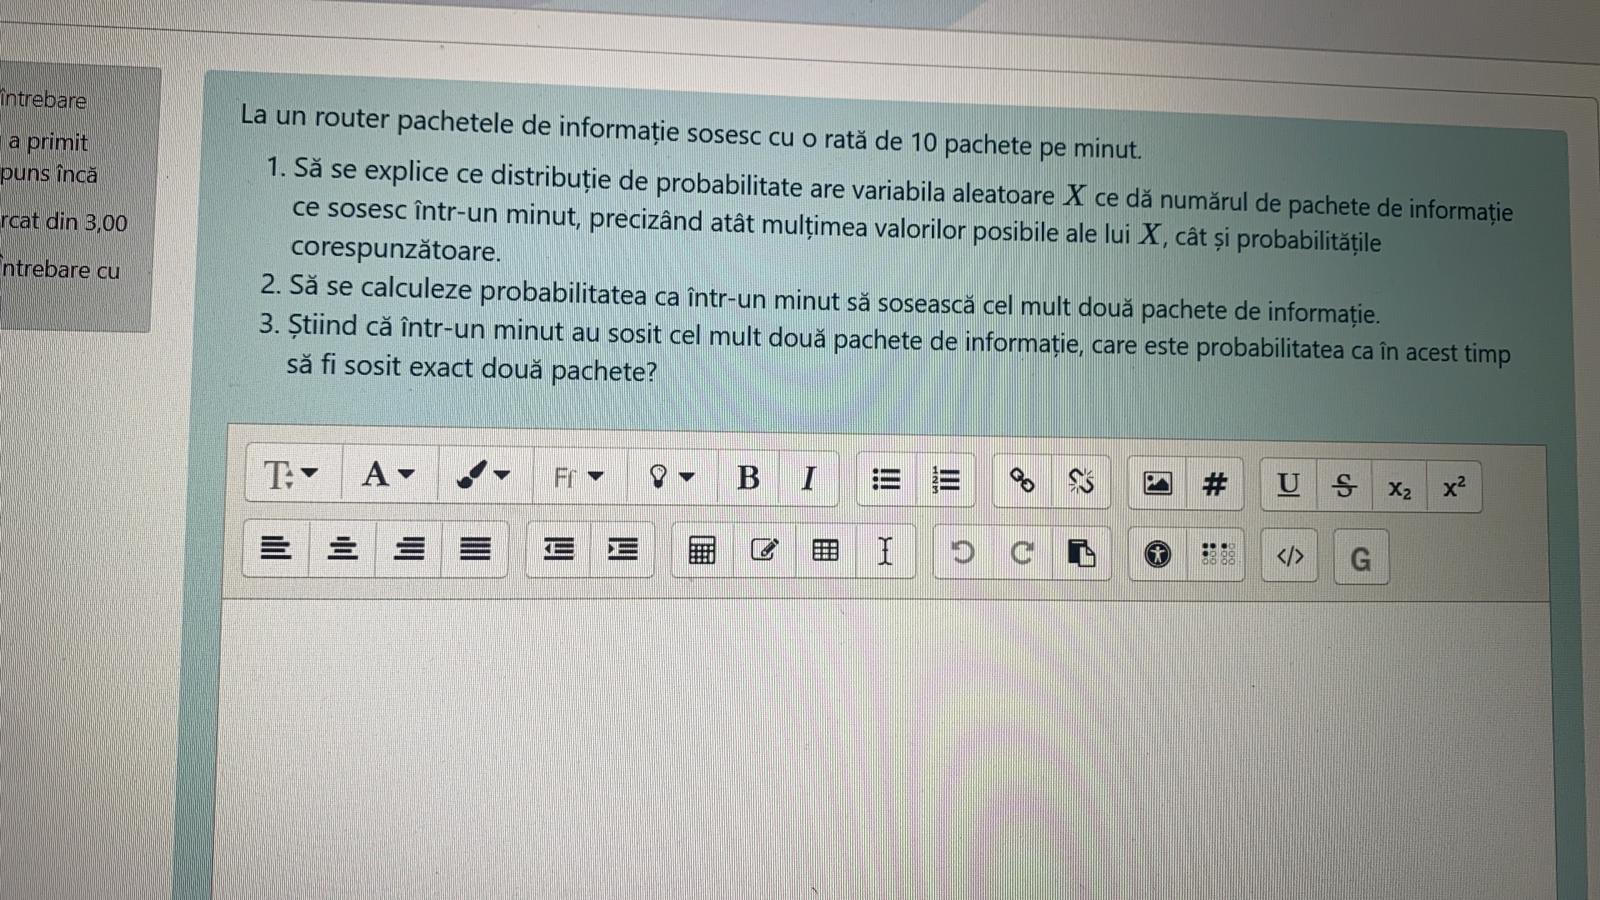 întrebare
a primit
puns încă
rcat din 3,00
ntrebare cu
La un router pachetele de informație sosesc cu o rată de 10 pachete pe minut.
1. Să se explice ce distribuție de probabilitate are variabila aleatoare X ce dă numărul de pachete de informație
ce sosesc într-un minut, precizând atât mulțimea valorilor posibile ale lui X, cât și probabilitățile
corespunzătoare.
2. Să se calculeze probabilitatea ca într-un minut să sosească cel mult două pachete de informație.
3. Știind că într-un minut au sosit cel mult două pachete de informație, care este probabilitatea ca în acest timp
să fi sosit exact două pachete?
T A Ff B I # U S x₂ x²
</> G